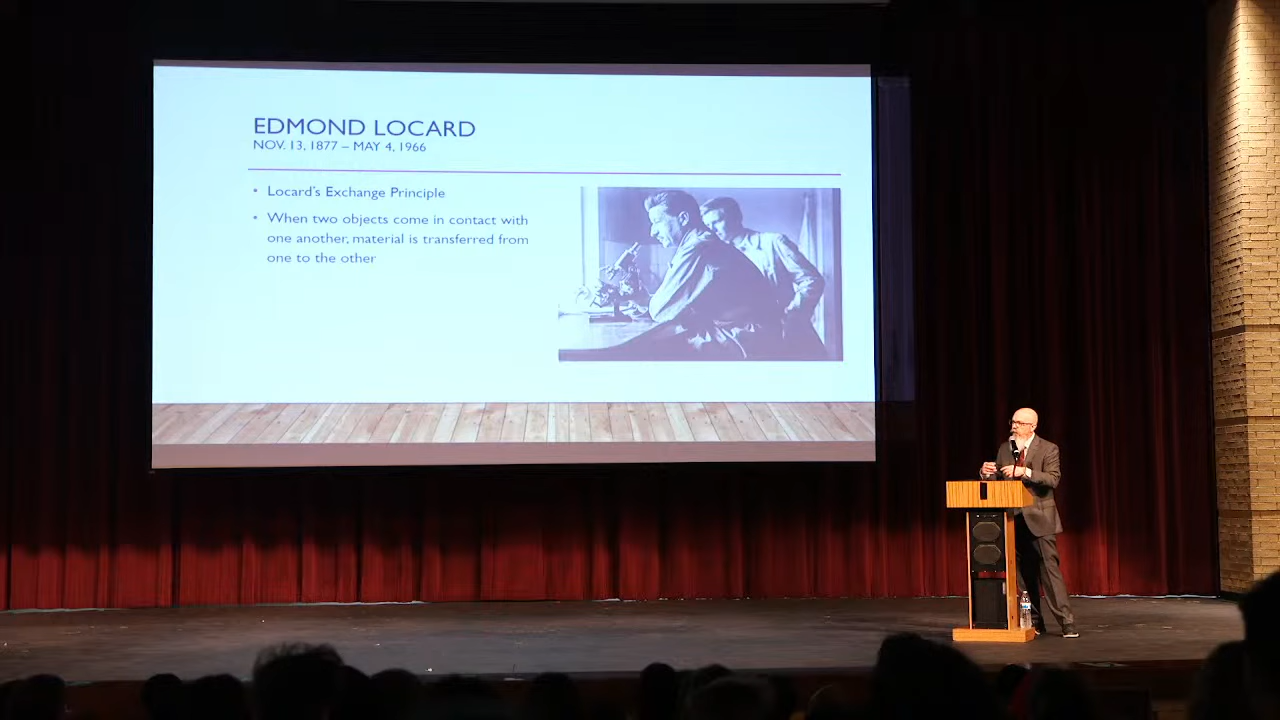 EDMOND LOCARD
NOV. 13, 1877 – MAY 4, 1966
• Locard's Exchange Principle
• When two objects come in contact with
one another, material is transferred from
one to the other